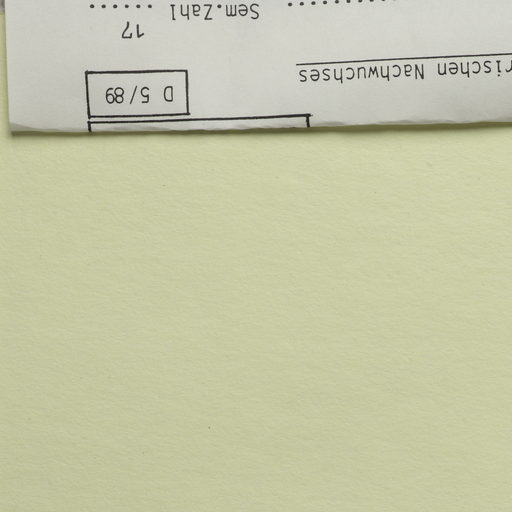 D 5/89
rischen Nachwuchses
17
Sem.Zahl ......